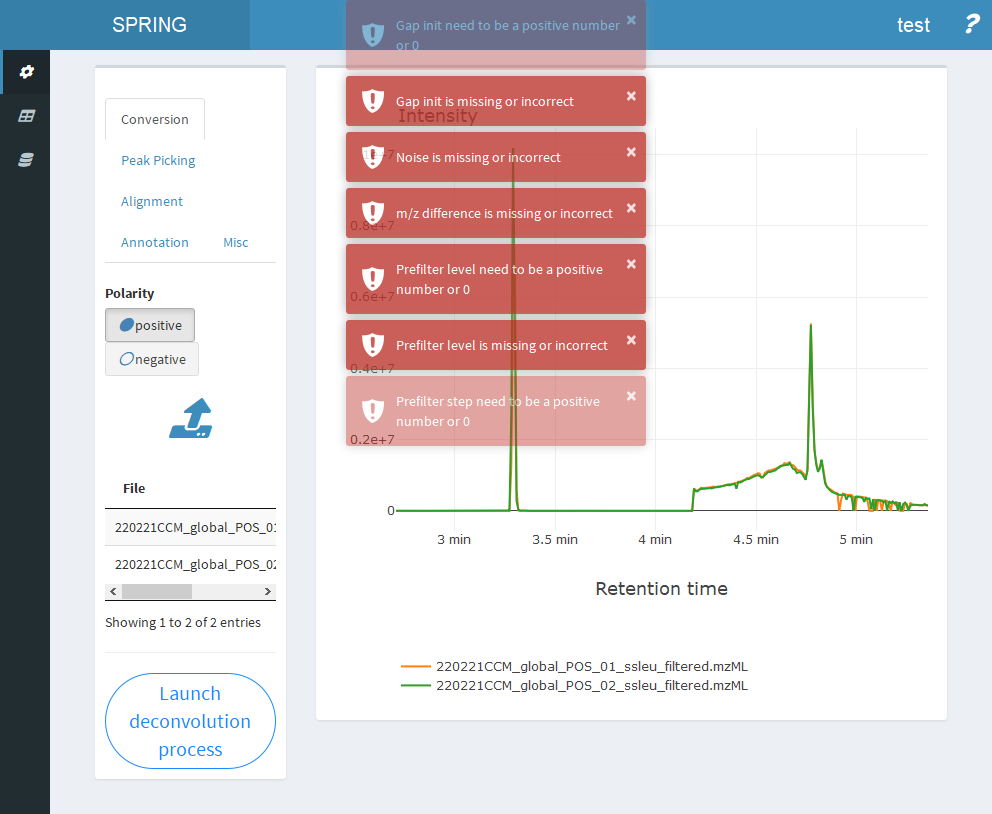 SPRING
test
?
Conversion
Peak Picking
Alignment
Annotation
Misc
Polarity
positive
negative
File
220221CCM_global_POS_01
220221CCM_global_POS_02
Showing 1 to 2 of 2 entries
Launch
deconvolution
process
Gap init need to be a positive number
or 0
Gap init is missing or incorrect
Noise is missing or incorrect
m/z difference is missing or incorrect
Prefilter level need to be a positive
number or 0
Prefilter level is missing or incorrect
Prefilter step need to be a positive
number or 0
Intensity
0.8e+7
0.6e+7
0.4e+7
0.2e+7
0
3 min
3.5 min
4 min
4.5 min
5 min
Retention time
220221CCM_global_POS_01_ssleu_filtered.mzML
220221CCM_global_POS_02_ssleu_filtered.mzML